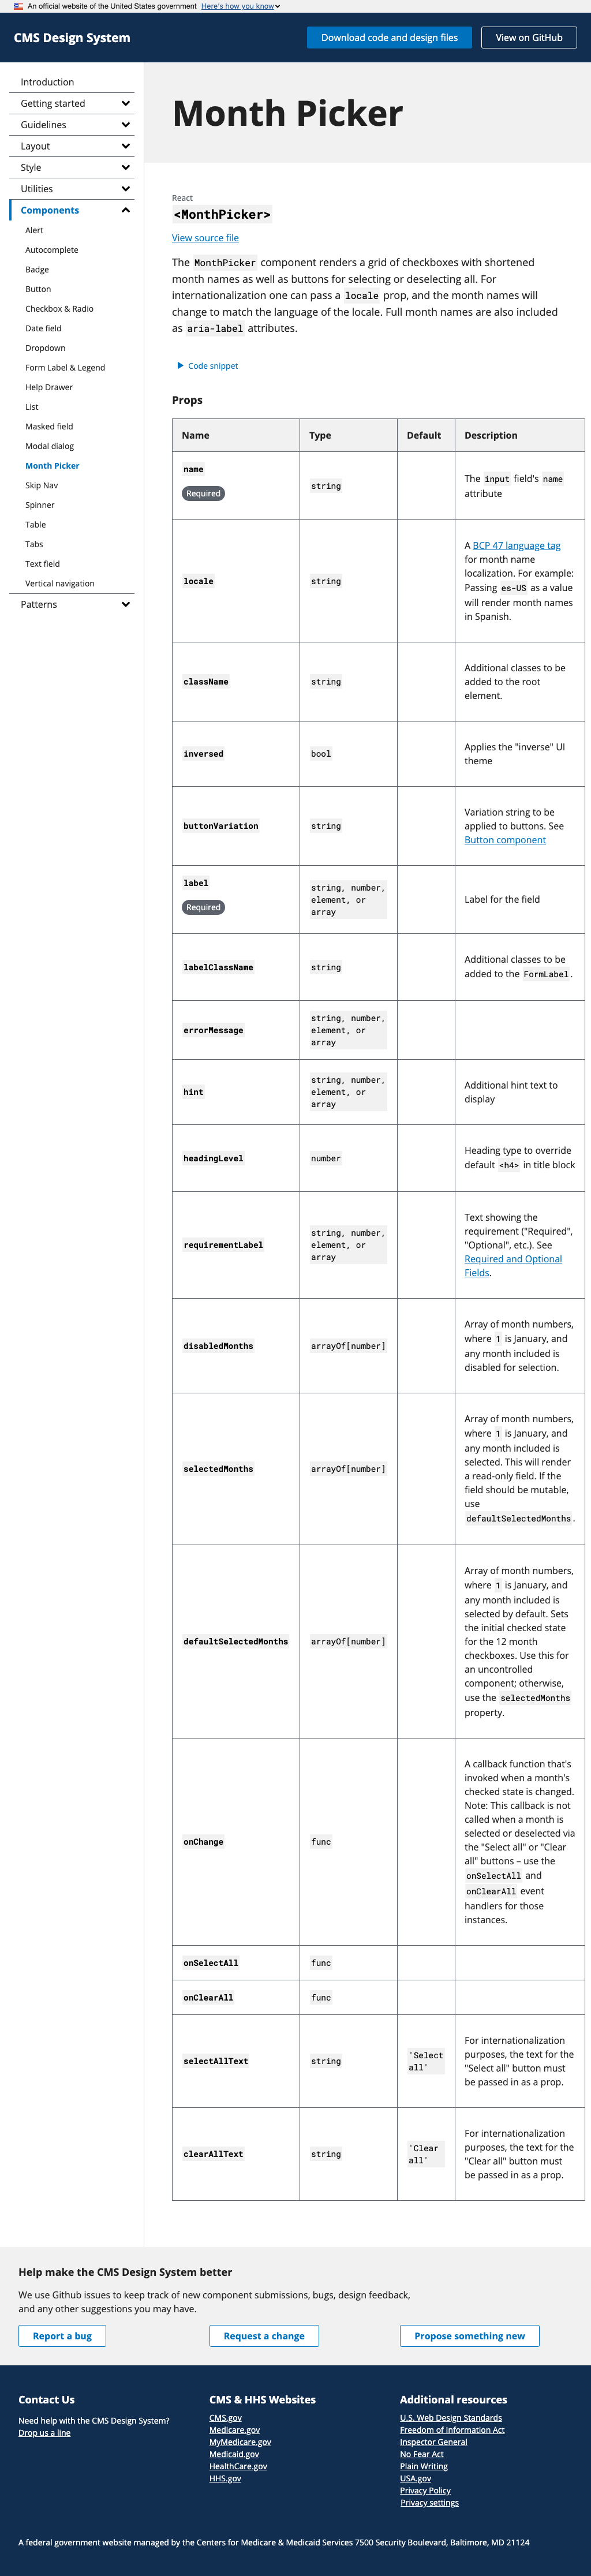 An official website of the United States government Here's how you know
CMS Design System
Download code and design files
View on GitHub
Introduction
Getting started
Guidelines
Layout
Style
Utilities
Components
Alert
Autocomplete
Badge
Button
Checkbox & Radio
Date field
Dropdown
Form Label & Legend
Help Drawer
List
Masked field
Modal dialog
Month Picker
Skip Nav
Spinner
Table
Tabs
Text field
Vertical navigation
Patterns
Month Picker
React
<MonthPicker>
View source file
The MonthPicker component renders a grid of checkboxes with shortened
month names as well as buttons for selecting or deselecting all. For
internationalization one can pass a locale prop, and the month names will
change to match the language of the locale. Full month names are also included
as aria-label attributes.
Code snippet
Props
Name Type Default Description
name
Required
string
The input field's name
attribute
locale
string
A BCP 47 language tag
for month name
localization. For example:
Passing es-US as a value
will render month names
in Spanish.
className
string
Additional classes to be
added to the root
element.
inversed
bool
Applies the "inverse" UI
theme
buttonVariation
string
Variation string to be
applied to buttons. See
Button component
label
Required
string, number,
element, or
array
Label for the field
labelClassName
string
Additional classes to be
added to the FormLabel.
errorMessage
string, number,
element, or
array
hint
string, number,
element, or
array
Additional hint text to
display
headingLevel
number
Heading type to override
default <h4> in title block
requirementLabel
string, number,
element, or
array
Text showing the
requirement ("Required",
"Optional", etc.). See
Required and Optional
Fields.
disabledMonths
arrayOf[number]
Array of month numbers,
where 1 is January, and
any month included is
disabled for selection.
selectedMonths
arrayOf[number]
Array of month numbers,
where 1 is January, and
any month included is
selected. This will render
a read-only field. If the
field should be mutable,
use
defaultSelectedMonths.
defaultSelectedMonths
arrayOf[number]
Array of month numbers,
where 1 is January, and
any month included is
selected by default. Sets
the initial checked state
for the 12 month
checkboxes. Use this for
an uncontrolled
component; otherwise,
use the selectedMonths
property.
onChange
func
A callback function that's
invoked when a month's
checked state is changed.
Note: This callback is not
called when a month is
selected or deselected via
the "Select all" or "Clear
all" buttons – use the
onSelectAll and
onClearAll event
handlers for those
instances.
onSelectAll
func
onClearAll
func
selectAllText
string
'Select
all'
For internationalization
purposes, the text for the
"Select all" button must
be passed in as a prop.
clearAllText
string
'Clear
all'
For internationalization
purposes, the text for the
"Clear all" button must
be passed in as a prop.
Help make the CMS Design System better
We use Github issues to keep track of new component submissions, bugs, design feedback,
and any other suggestions you may have.
Report a bug
Request a change
Propose something new
Contact Us
Need help with the CMS Design System?
Drop us a line
CMS & HHS Websites
CMS.gov
Medicare.gov
MyMedicare.gov
Medicaid.gov
HealthCare.gov
HHS.gov
Additional resources
U.S. Web Design Standards
Freedom of Information Act
Inspector General
No Fear Act
Plain Writing
USA.gov
Privacy Policy
Privacy settings
A federal government website managed by the Centers for Medicare & Medicaid Services 7500 Security Boulevard, Baltimore, MD 21124